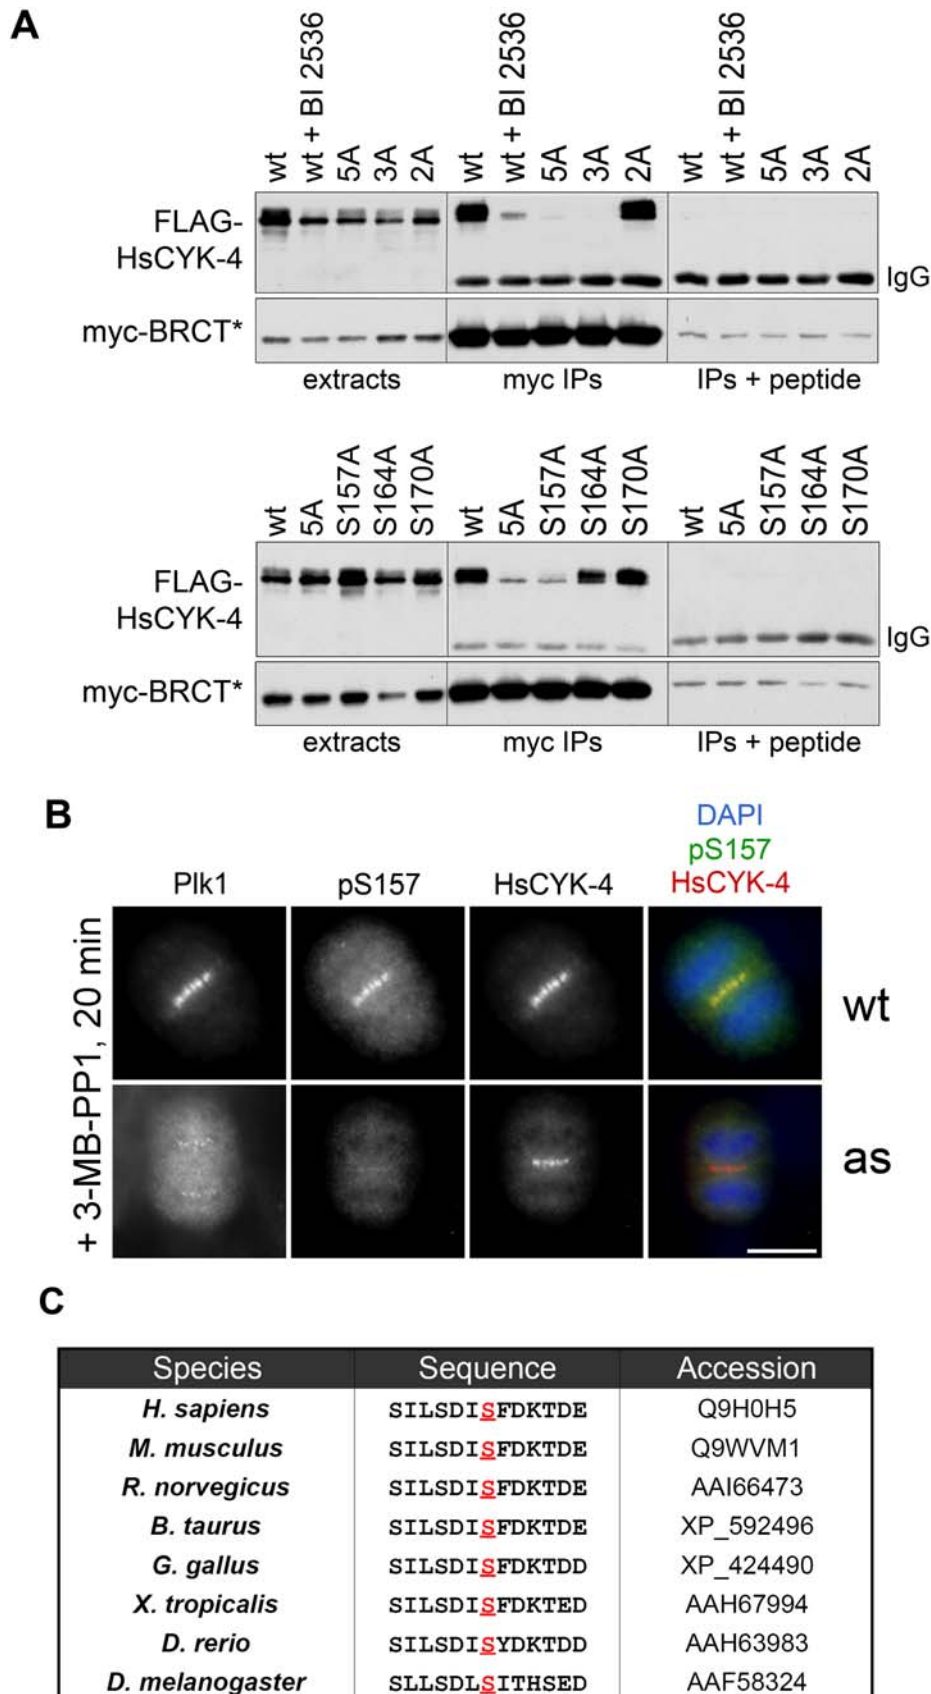 A
wt
wt + BI 2536
5A
3A
2A
wt
wt + BI 2536
5A
3A
2A
wt
wt + BI 2536
5A
3A
2A
FLAG-
HsCYK-4
IgG
myc-BRCT*
extracts
myc IPs
IPs + peptide
wt
5A
S157A
S164A
S170A
wt
5A
S157A
S164A
S170A
wt
5A
S157A
S164A
S170A
FLAG-
HsCYK-4
IgG
myc-BRCT*
extracts
myc IPs
IPs + peptide
B
DAPI
pS157
Plk1 pS157 HsCYK-4 HsCYK-4
+ 3-MB-PP1, 20 min
wt
as
C
Species Sequence Accession
H. sapiens SILSDISFDKTDE Q9H0H5
M. musculus SILSDISFDKTDE Q9WVM1
R. norvegicus SILSDISFDKTDE AAI66473
B. taurus SILSDISFDKTDE XP_592496
G. gallus SILSDISFDKTDD XP_424490
X. tropicalis SILSDISFDKTED AAH67994
D. rerio SILSDISYDKTDD AAH63983
D. melanogaster SLLSDLSITHSED AAF58324